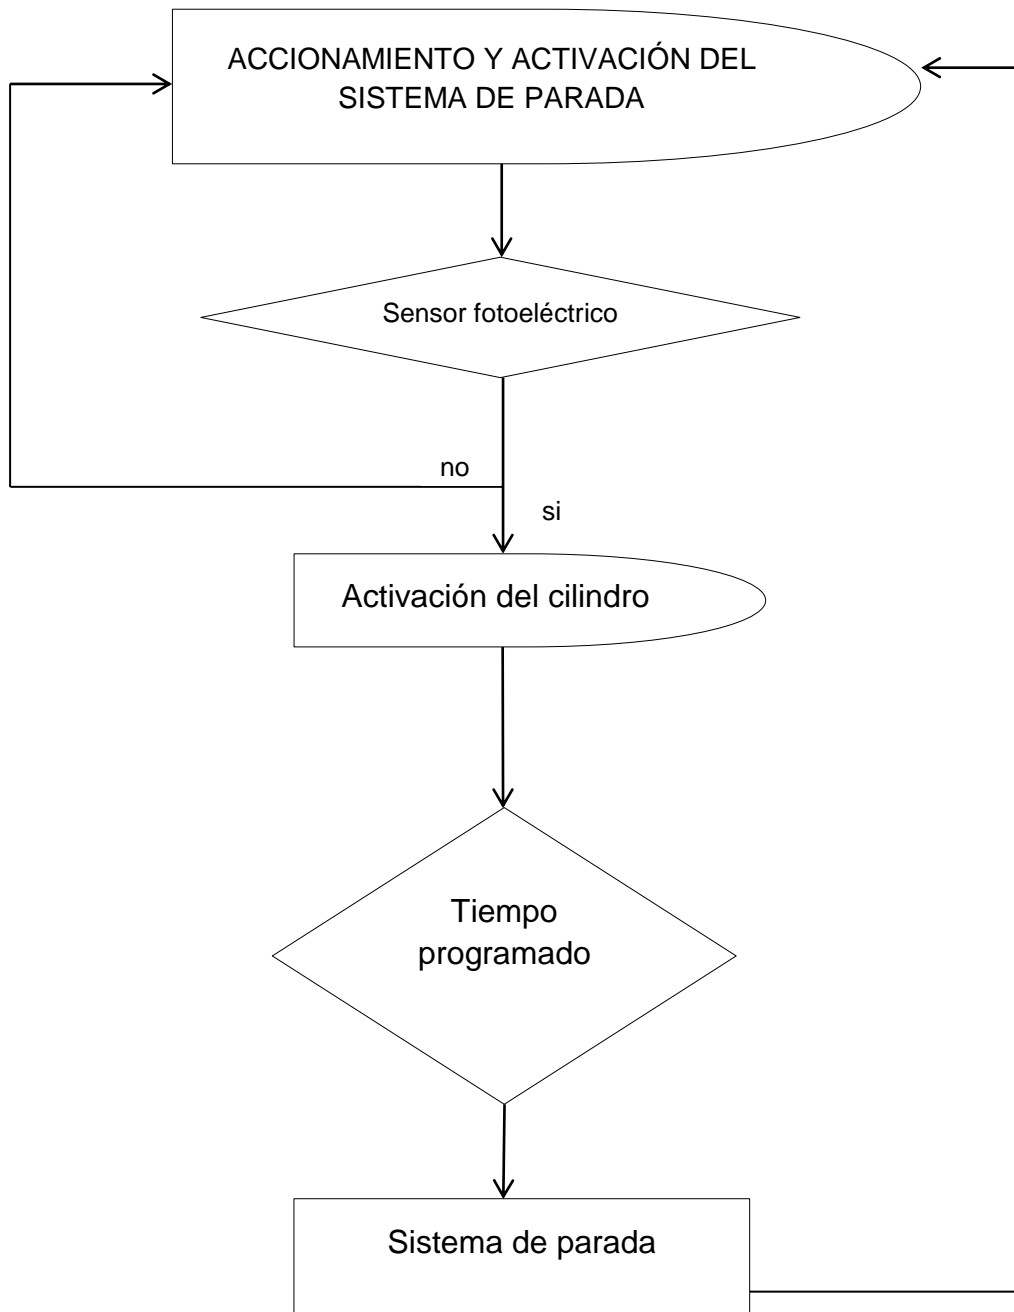 ACCIONAMIENTO Y ACTIVACIÓN DEL
SISTEMA DE PARADA
Sensor fotoeléctrico
no
si
Activación del cilindro
Tiempo
programado
Sistema de parada